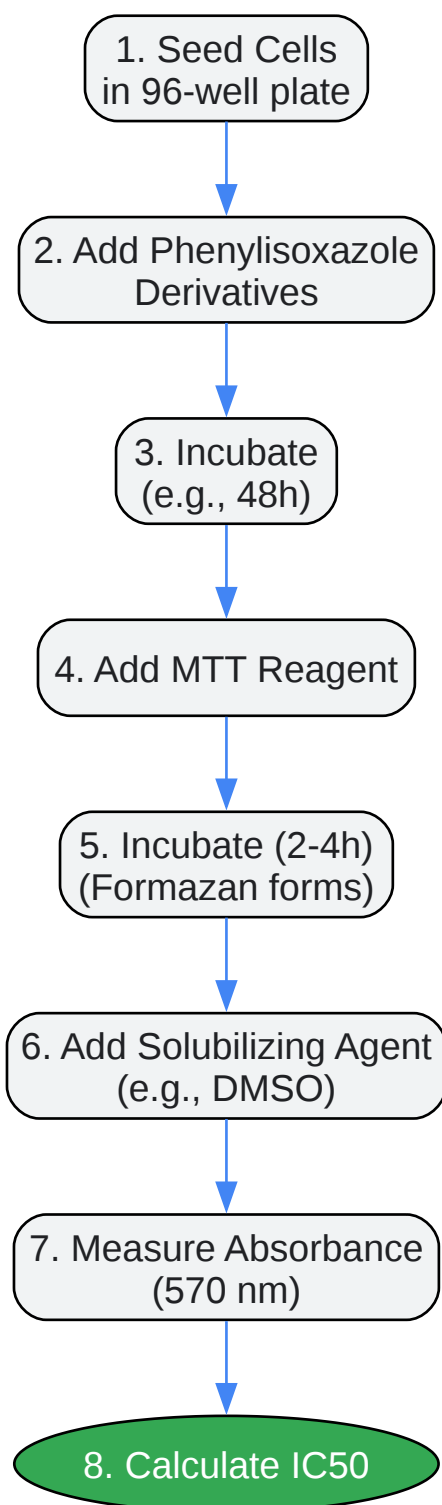 1. Seed Cells
in 96-well plate
2. Add Phenylisoxazole
Derivatives
3. Incubate
(e.g., 48h)
4. Add MTT Reagent
5. Incubate (2-4h)
(Formazan forms)
6. Add Solubilizing Agent
(e.g., DMSO)
7. Measure Absorbance
(570 nm)
8. Calculate IC50